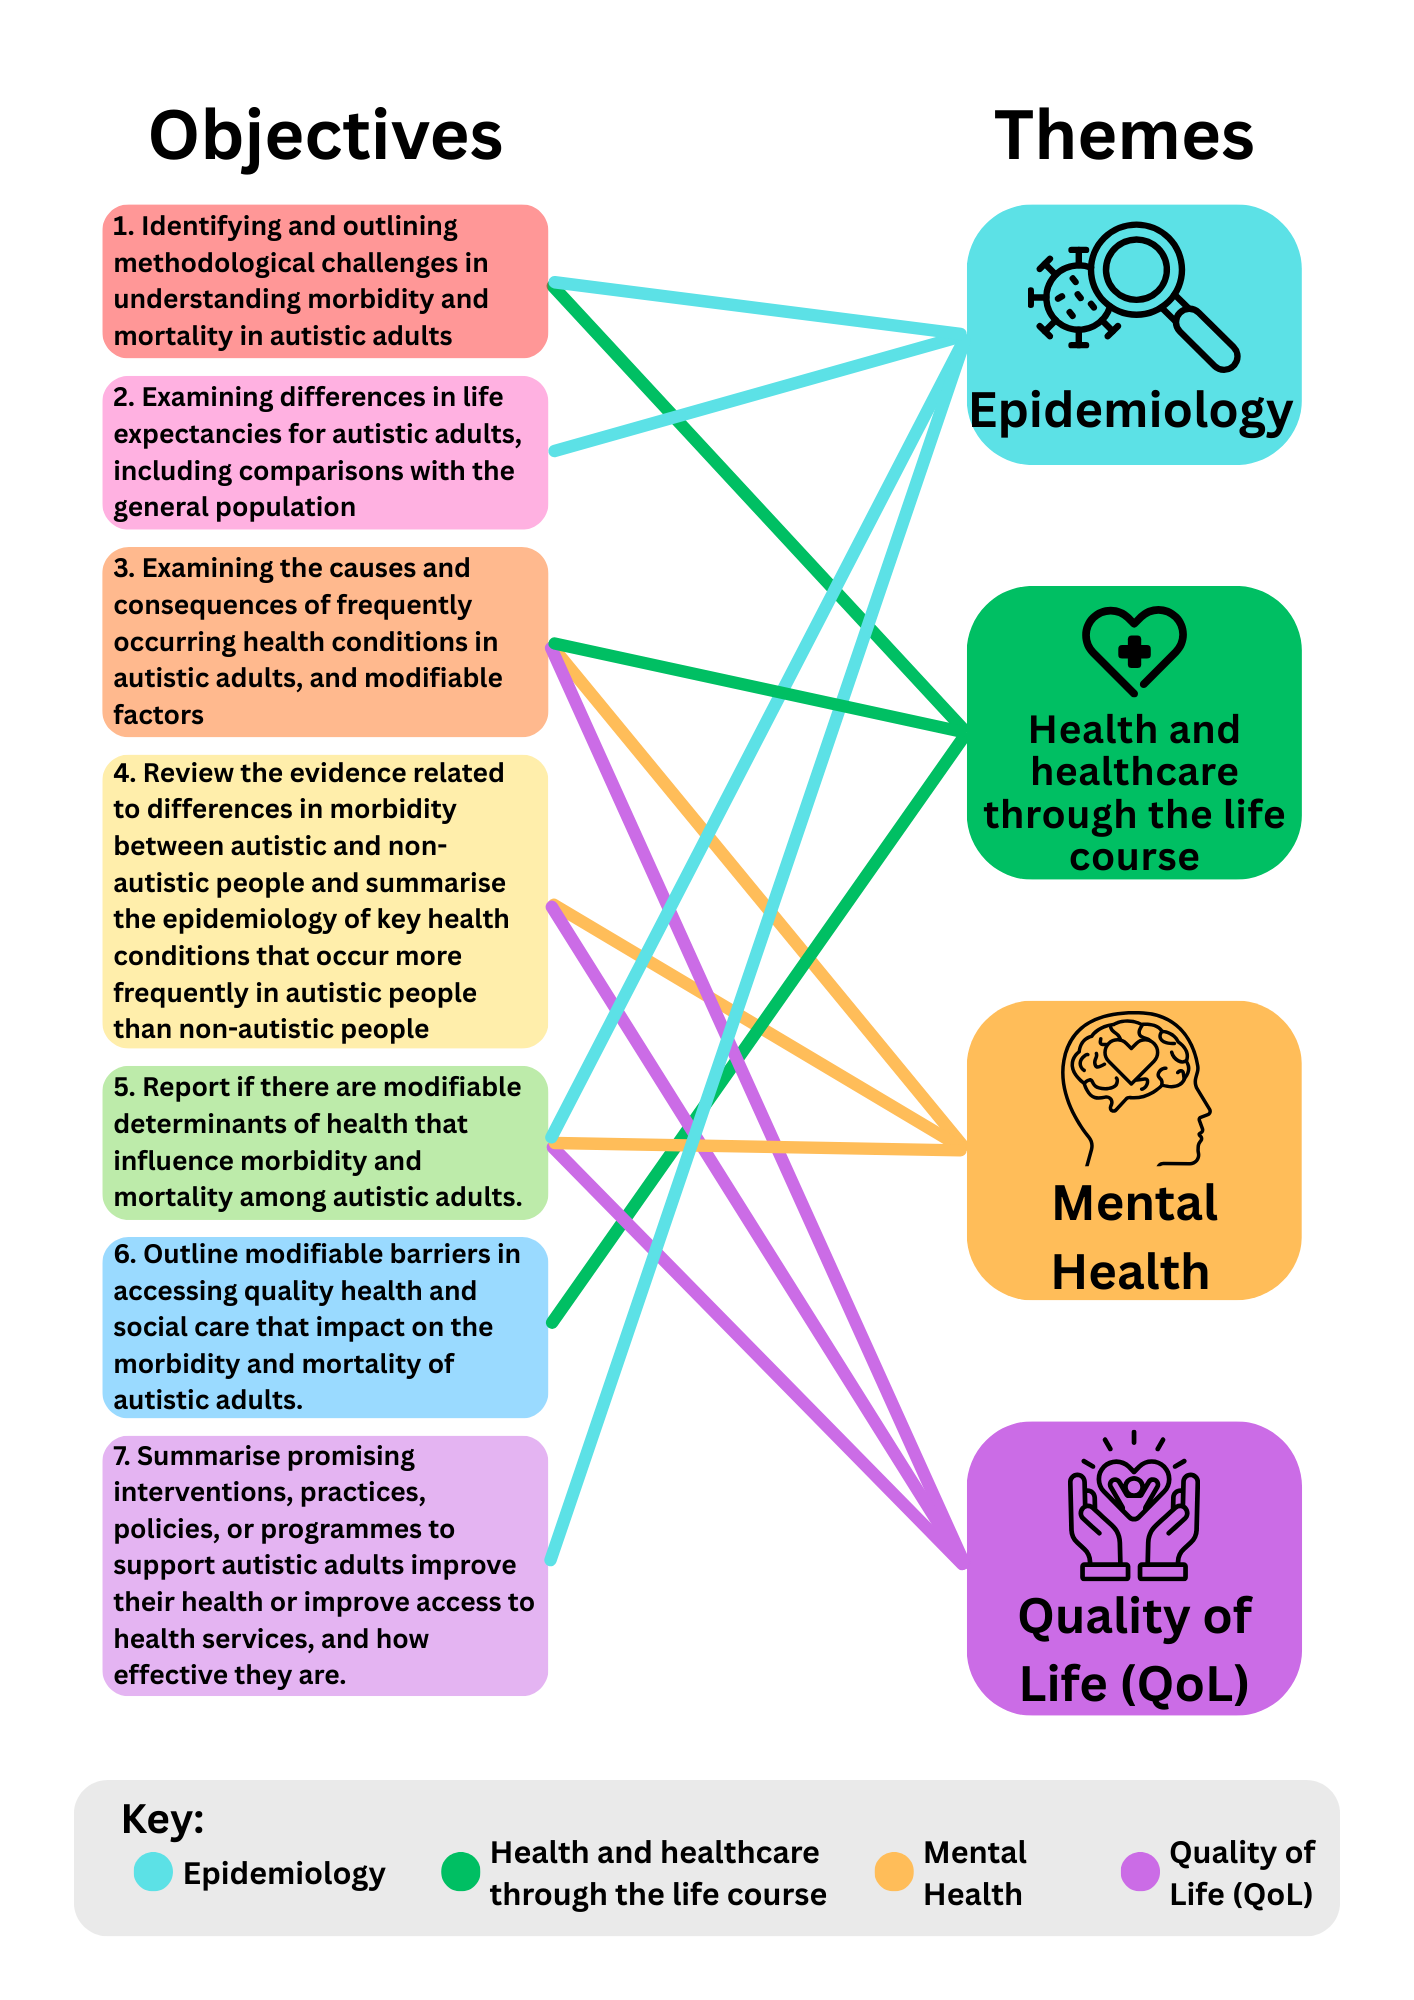 Objectives
Themes
1. Identifying and outlining
methodological challenges in
understanding morbidity and
mortality in autistic adults
2. Examining differences in life
expectancies for autistic adults,
including comparisons with the
general population
3. Examining the causes and
consequences of frequently
occurring health conditions in
autistic adults, and modifiable
factors
4. Review the evidence related
to differences in morbidity
between autistic and non-
autistic people and summarise
the epidemiology of key health
conditions that occur more
frequently in autistic people
than non-autistic people
5. Report if there are modifiable
determinants of health that
influence morbidity and
mortality among autistic adults.
6. Outline modifiable barriers in
accessing quality health and
social care that impact on the
morbidity and mortality of
autistic adults.
7. Summarise promising
interventions, practices,
policies, or programmes to
support autistic adults improve
their health or improve access to
health services, and how
effective they are.
Epidemiology
Health and
healthcare
through the life
course
Mental
Health
Quality of
Life (QoL)
Key:
Epidemiology
Health and healthcare
through the life course
Mental
Health
Quality of
Life (QoL)